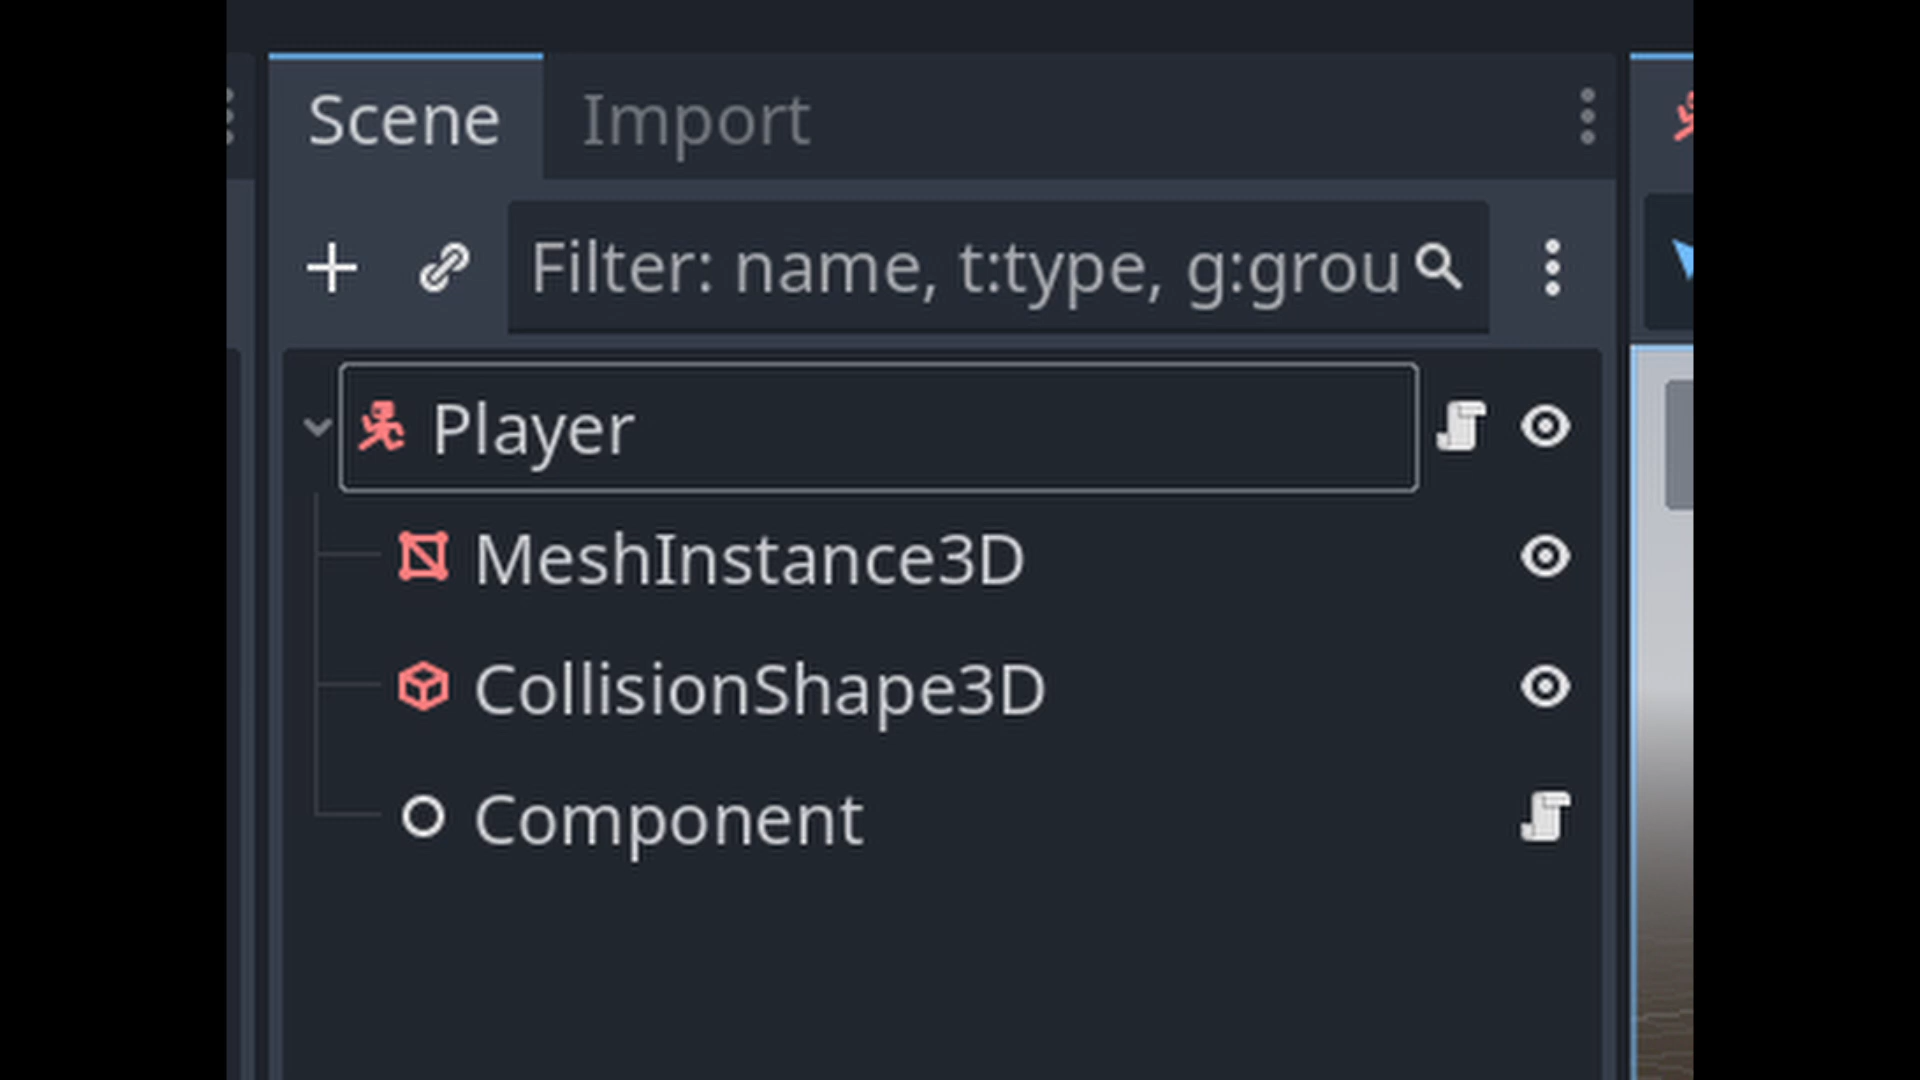 Scene Import
Filter: name, t:type, g:grou
Player
MeshInstance3D
CollisionShape3D
Component